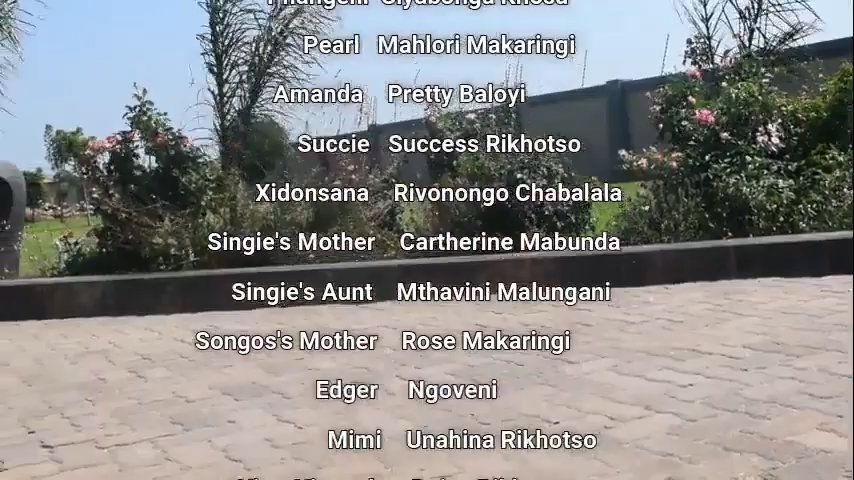 Pearl Mahlori Makaringi
Amanda Pretty Baloyi
Succie Success Rikhotso
Xidonsana Rivonongo Chabalala
Singie's Mother Cartherine Mabunda
Singie's Aunt Mthavini Malungani
Songos's Mother Rose Makaringi
Edger Ngoveni
Mimi Unahina Rikhotso